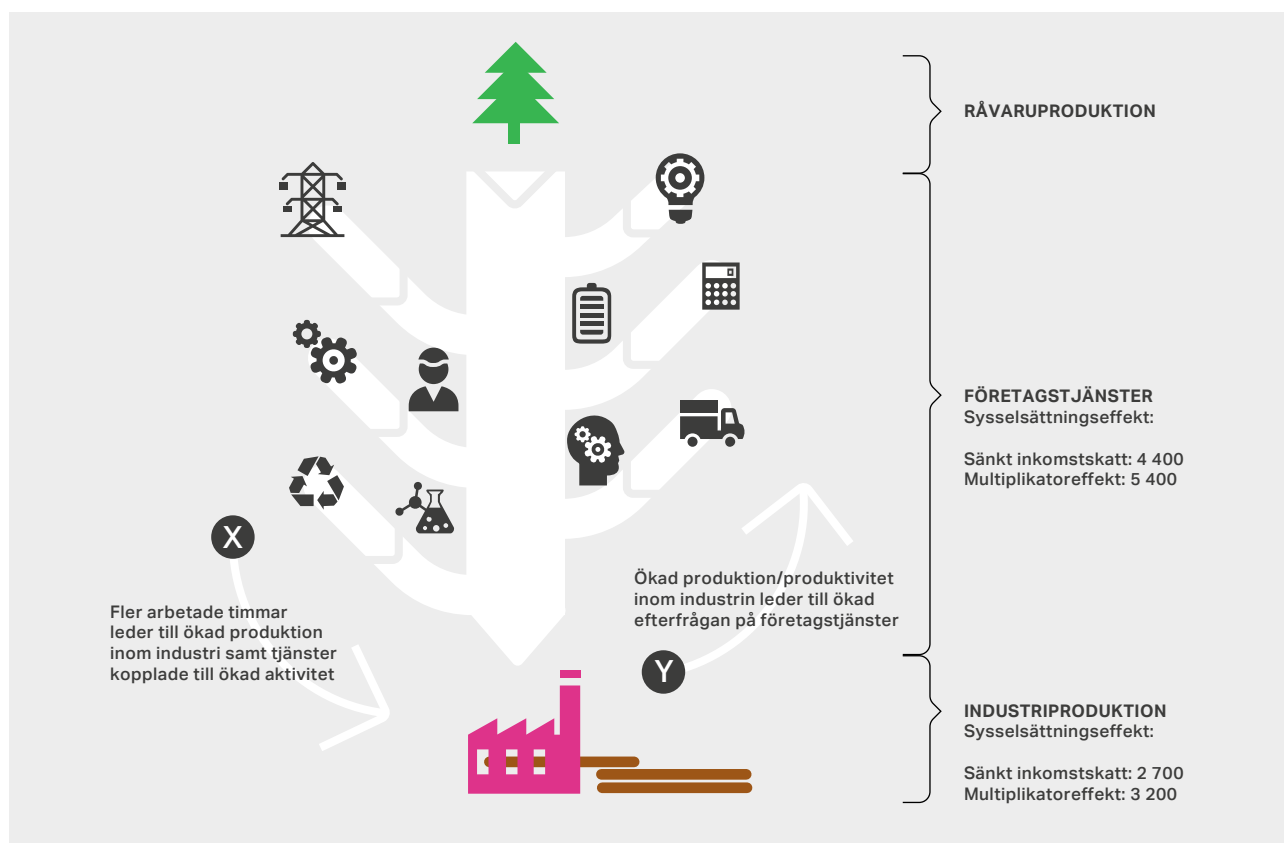 RÅVARUPRODUKTION
FÖRETAGSTJÄNSTER
Sysselsättningseffekt:
Sänkt inkomstskatt: 4 400
Multiplikatoreffekt: 5 400
X
Fler arbetade timmar
leder till ökad produktion
inom industri samt tjänster
kopplade till ökad aktivitet
Ökad produktion/produktivitet
inom industrin leder till ökad
efterfrågan på företagstjänster
Y
INDUSTRIPRODUKTION
Sysselsättningseffekt:
Sänkt inkomstskatt: 2 700
Multiplikatoreffekt: 3 200